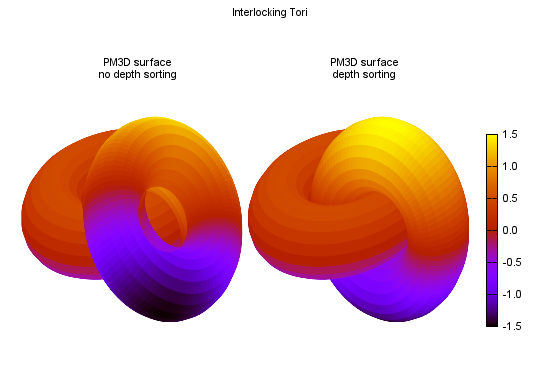 Interlocking Tori
PM3D surface
no depth sorting
PM3D surface
depth sorting
1.5
1.0
0.5
0.0
-0.5
-1.0
-1.5